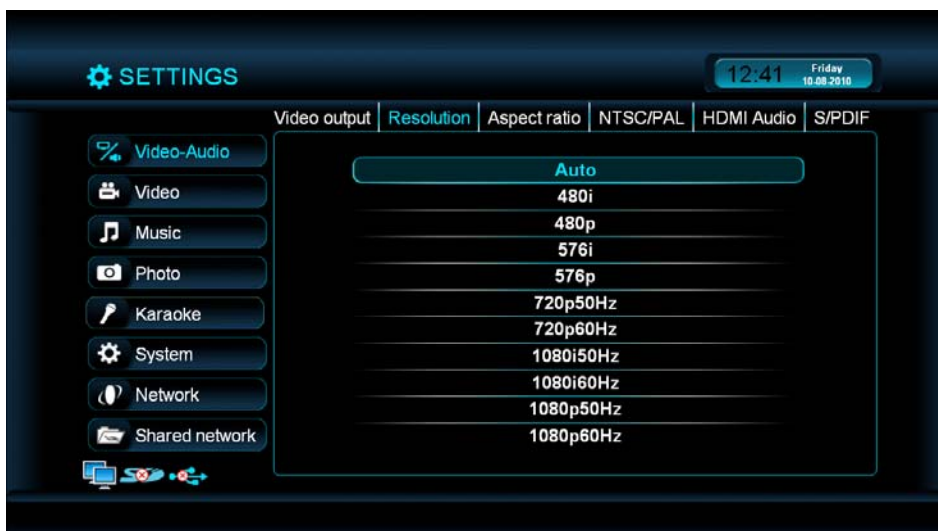 SETTINGS
12:41 Friday
10-08-2010
Video output Resolution Aspect ratio NTSC/PAL HDMI Audio S/PDIF
Video-Audio
Video
Music
Photo
Karaoke
System
Network
Shared network
Auto
480i
480p
576i
576p
720p50Hz
720p60Hz
1080i50Hz
1080i60Hz
1080p50Hz
1080p60Hz